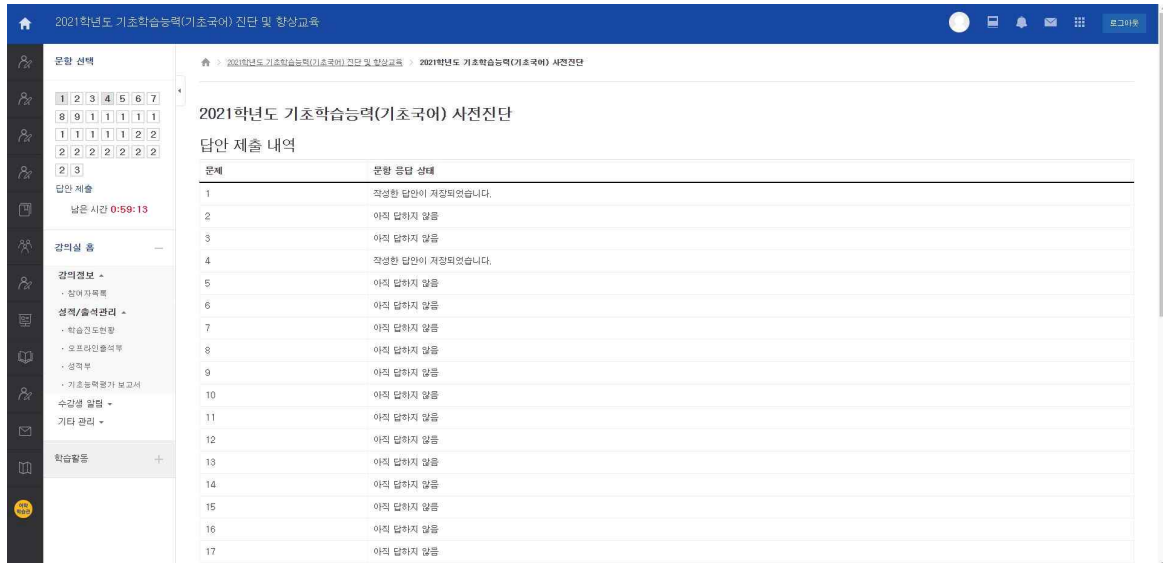 2021학년도 기초학습능력(기초국어) 진단 및 향상교육
로그아웃
문항 선택
1 2 3 4 5 6 7
8 9 1 1 1 1 1
1 1 1 1 1 2 2
2 2 2 2 2 2 2
2 3
답안 제출
남은 시간 0:59:13
강의실 홈
강의정보
· 참여자목록
성적/출석관리
· 학습진도현황
· 오프라인출석부
· 성적부
· 기초능력평가 보고서
수강생 알림
기타 관리
학습활동
어학
학습관
2021학년도 기초학습능력(기초국어) 진단 및 향상교육 > 2021학년도 기초학습능력(기초국어) 사전진단
2021학년도 기초학습능력(기초국어) 사전진단
답안 제출 내역
문제 문항 응답 상태
1 작성한 답안이 저장되었습니다.
2 아직 답하지 않음
3 아직 답하지 않음
4 작성한 답안이 저장되었습니다.
5 아직 답하지 않음
6 아직 답하지 않음
7 아직 답하지 않음
8 아직 답하지 않음
9 아직 답하지 않음
10 아직 답하지 않음
11 아직 답하지 않음
12 아직 답하지 않음
13 아직 답하지 않음
14 아직 답하지 않음
15 아직 답하지 않음
16 아직 답하지 않음
17 아직 답하지 않음